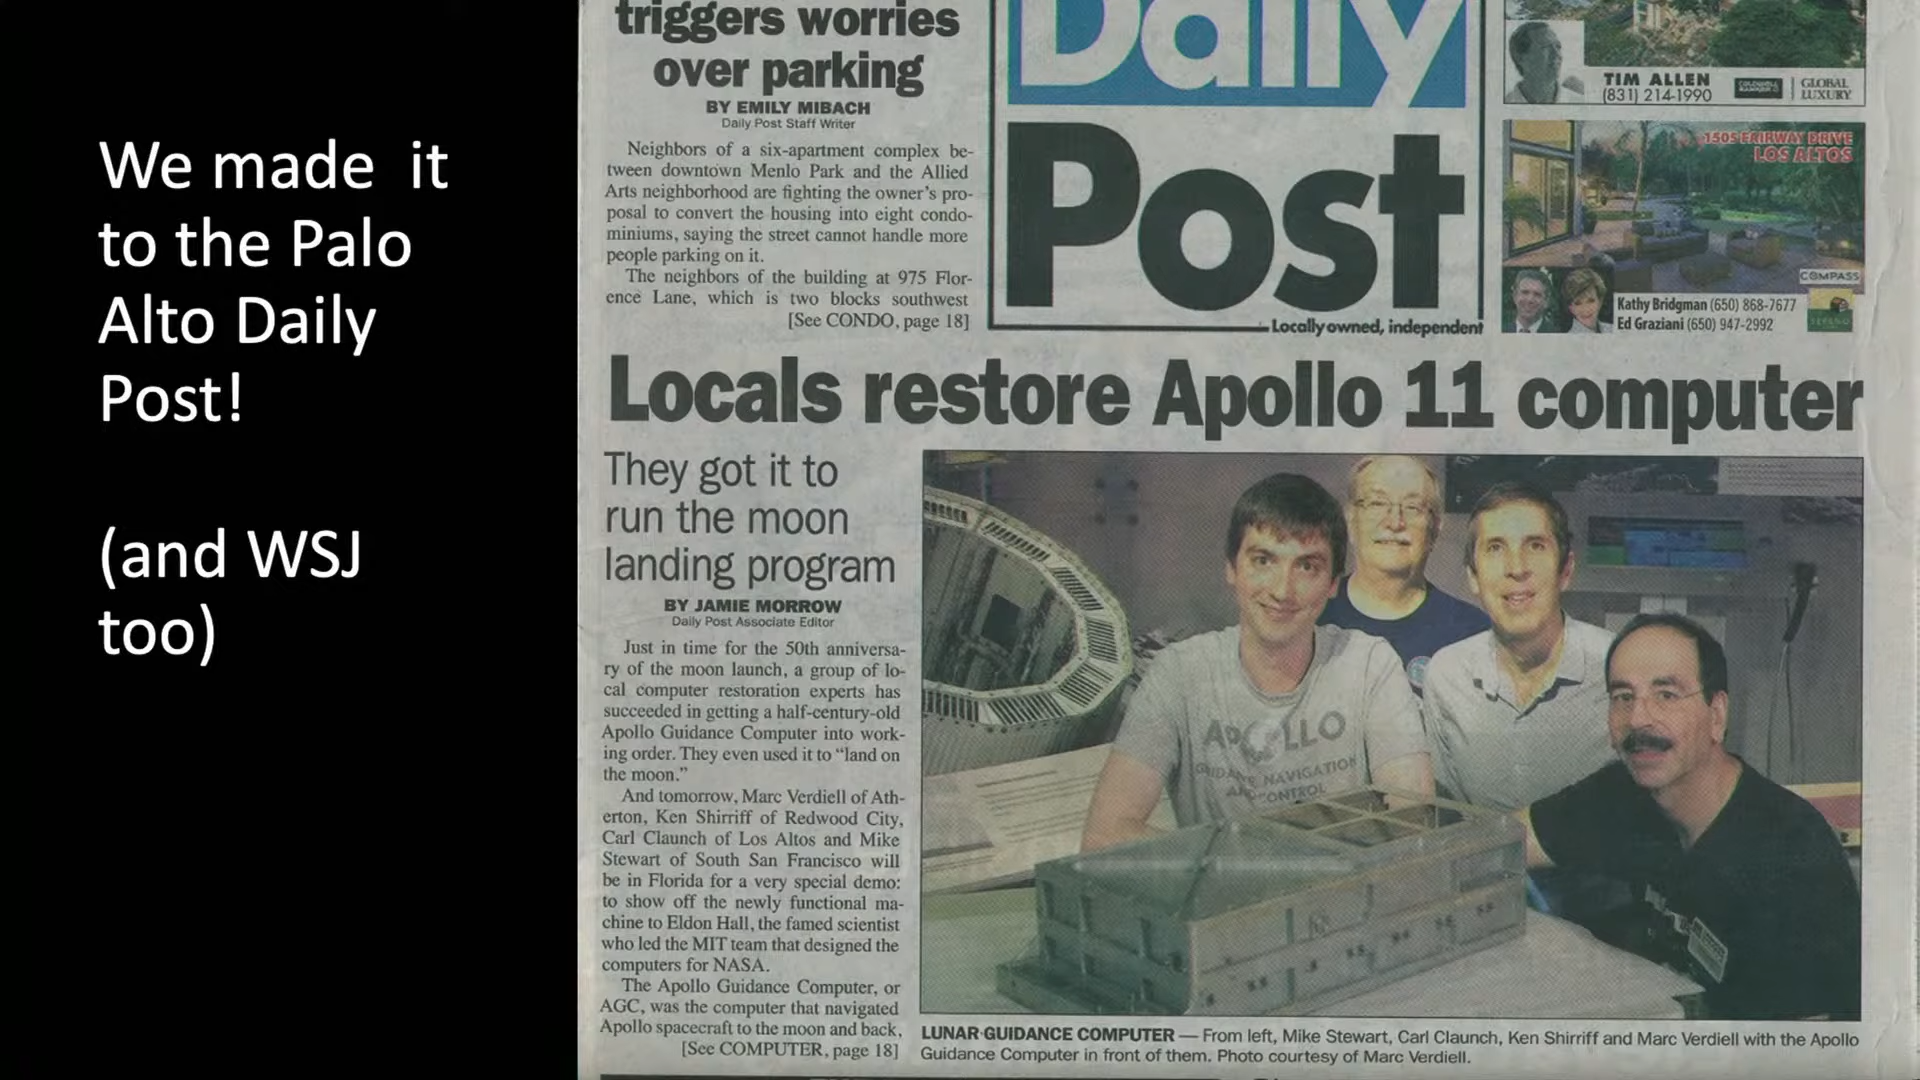 We made  it
to the Palo
Alto Daily
Post!
(and WSJ
too)
triggers worries
over parking
BY EMILY MIBACH
Daily Post Staff Writer
Neighbors of a six-apartment complex be-
tween downtown Menlo Park and the Allied
Arts neighborhood are fighting the owner's pro-
posal to convert the housing into eight condo-
miniums, saying the street cannot handle more
people parking on it.
The neighbors of the building at 975 Flor-
ence Lane, which is two blocks southwest
[See CONDO, page 18]
Daily
Post
Locally owned, independent
TIM ALLEN
(831) 214-1990
COLDWELL
BANKER
GLOBAL
LUXURY
1505 FAIRWAY DRIVE
LOS ALTOS
COMPASS
Kathy Bridgman (650) 868-7677
Ed Graziani (650) 947-2992
Locals restore Apollo 11 computer
They got it to
run the moon
landing program
BY JAMIE MORROW
Daily Post Associate Editor
Just in time for the 50th anniversa-
ry of the moon launch, a group of lo-
cal computer restoration experts has
succeeded in getting a half-century-old
Apollo Guidance Computer into work-
ing order. They even used it to “land on
the moon.”
And tomorrow, Marc Verdiell of Ath-
erton, Ken Shirriff of Redwood City,
Carl Claunch of Los Altos and Mike
Stewart of South San Francisco will
be in Florida for a very special demo:
to show off the newly functional ma-
chine to Eldon Hall, the famed scientist
who led the MIT team that designed the
computers for NASA.
The Apollo Guidance Computer, or
AGC, was the computer that navigated
Apollo spacecraft to the moon and back,
[See COMPUTER, page 18]
APOLLO
GUIDANCE NAVIGATION
AND CONTROL
LUNAR GUIDANCE COMPUTER — From left, Mike Stewart, Carl Claunch, Ken Shirriff and Marc Verdiell with the Apollo
Guidance Computer in front of them. Photo courtesy of Marc Verdiell.